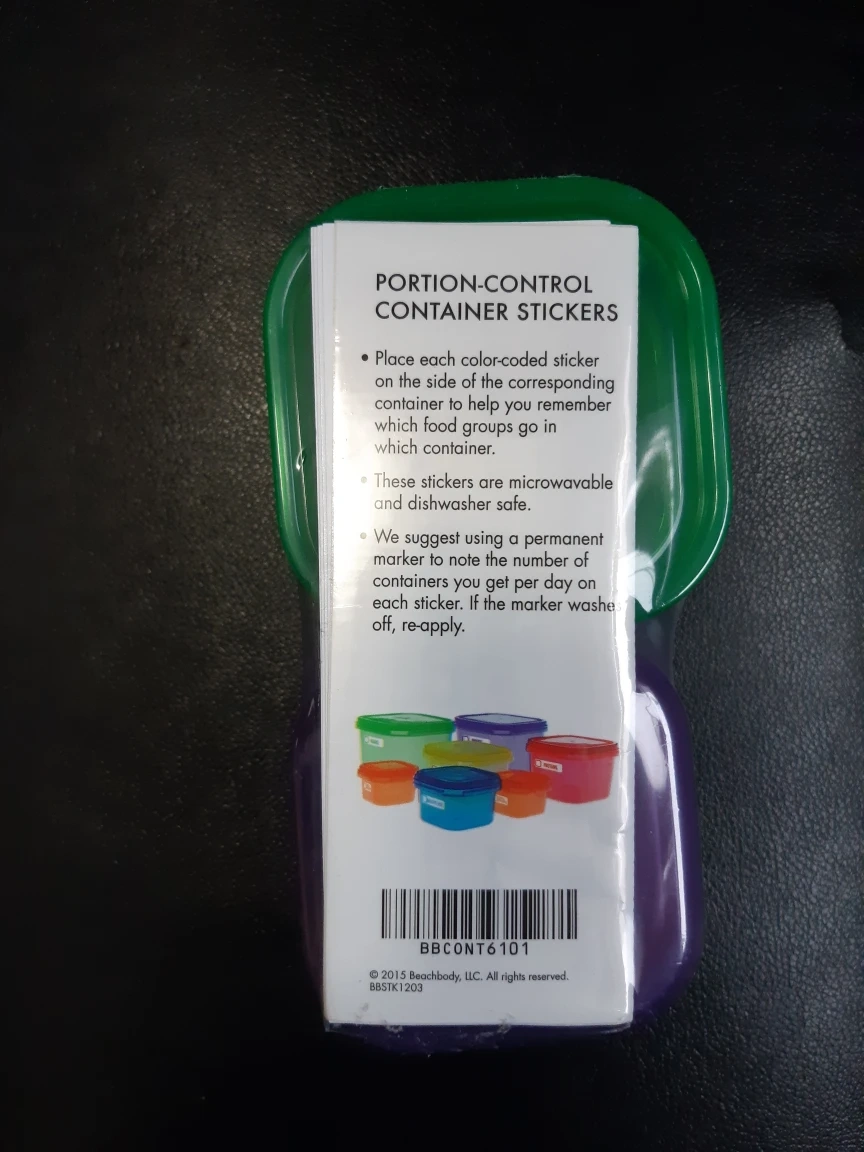 PORTION-CONTROL
CONTAINER STICKERS
• Place each color-coded sticker
on the side of the corresponding
container to help you remember
which food groups go in
which container.
• These stickers are microwavable
and dishwasher safe.
• We suggest using a permanent
marker to note the number of
containers you get per day on
each sticker. If the marker washes
off, re-apply.
BBCONT6101
© 2015 Beachbody, LLC. All rights reserved.
BBSTK1203